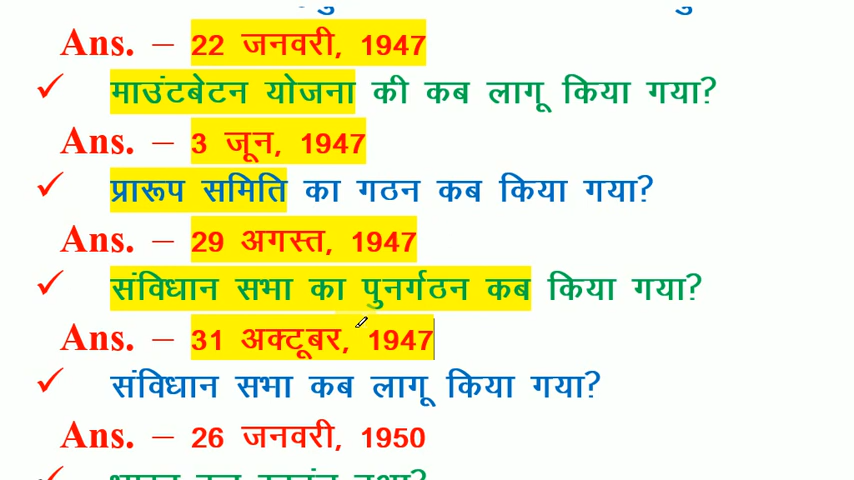 Ans. – 22 जनवरी, 1947
✓ माउंटबेटन योजना की कब लागू किया गया?
Ans. – 3 जून, 1947
✓ प्रारूप समिति का गठन कब किया गया?
Ans. – 29 अगस्त, 1947
✓ संविधान सभा का पुनर्गठन कब किया गया?
Ans. – 31 अक्टूबर, 1947
✓ संविधान सभा कब लागू किया गया?
Ans. – 26 जनवरी, 1950